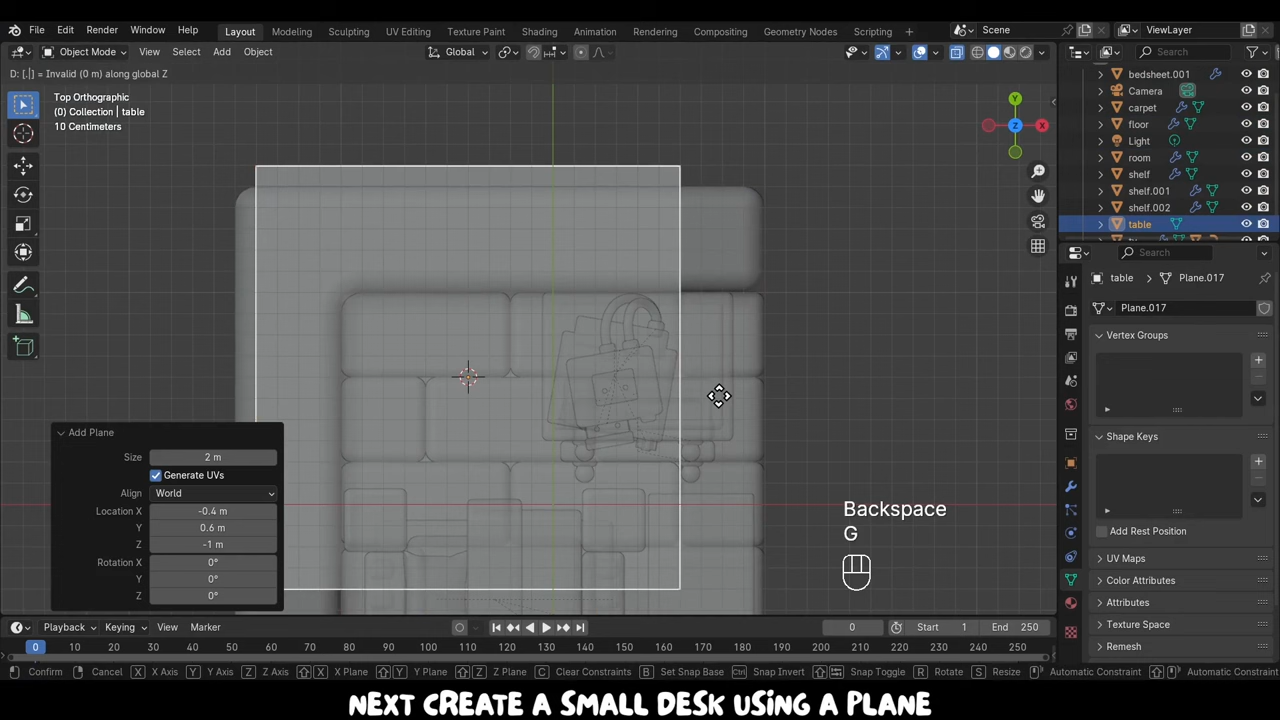 File Edit Render Window Help Layout Modeling Sculpting UV Editing Texture Paint Shading Animation Rendering Compositing Geometry Nodes Scripting + Scene ViewLayer
Object Mode View Select Add Object Global Search
D: [.|] = Invalid (0 m) along global Z
Top Orthographic
(0) Collection | table
10 Centimeters
Y
Z
X
bedsheet.001
Camera
carpet
floor
Light
room
shelf
shelf.001
shelf.002
table
Search
table Plane.017
Plane.017
Vertex Groups
Shape Keys
Add Rest Position
UV Maps
Color Attributes
Attributes
Texture Space
Remesh
Add Plane
Size 2 m
Generate UVs
Align World
Location X -0.4 m
Y 0.6 m
Z -1 m
Rotation X 0°
Y 0°
Z 0°
Backspace
G
Playback Keying View Marker 0 Start 1 End 250
0 10 20 30 40 50 60 70 80 90 100 110 120 130 140 150 160 170 180 190 200 210 220 230 240 250
Confirm Cancel X X Axis Y Y Axis Z Z Axis X X Plane Y Y Plane Z Z Plane C Clear Constraints B Set Snap Base Ctrl Snap Invert Snap Toggle G Move R Rotate S Resize Automatic Constraint Automatic Constraint
NEXT CREATE A SMALL DESK USING A PLANE